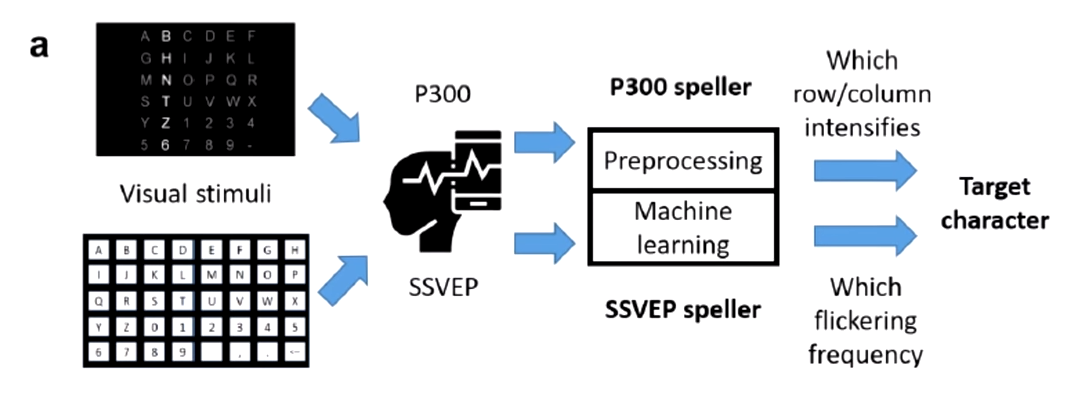 a
A B C D E F
G H I J K L
M N O P Q R
S T U V W X
Y Z 1 2 3 4
5 6 7 8 9 -
Visual stimuli
A B C D E F G H
I J K L M N O P
Q R S T U V W X
Y Z 0 1 2 3 4 5
6 7 8 9 , . <-
P300
SSVEP
P300 speller
Preprocessing
Machine
learning
SSVEP speller
Which
row/column
intensifies
Which
flickering
frequency
Target
character